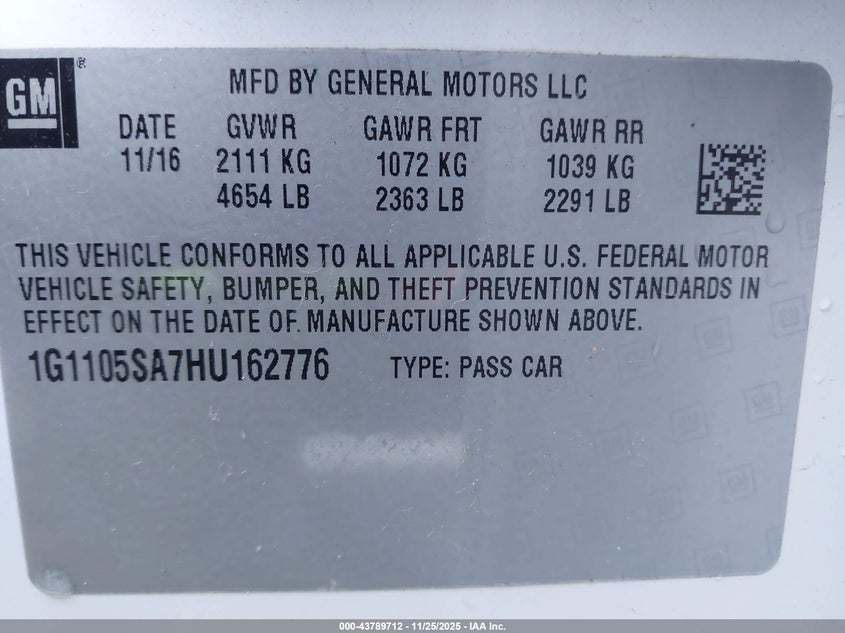 GM®
MFD BY GENERAL MOTORS LLC
DATE GVWR GAWR FRT GAWR RR
11/16 2111 KG 1072 KG 1039 KG
4654 LB 2363 LB 2291 LB
THIS VEHICLE CONFORMS TO ALL APPLICABLE U.S. FEDERAL MOTOR
VEHICLE SAFETY, BUMPER, AND THEFT PREVENTION STANDARDS IN
EFFECT ON THE DATE OF MANUFACTURE SHOWN ABOVE.
1G1105SA7HU162776 TYPE: PASS CAR
000-43789712 - 11/25/2025 - IAA Inc.